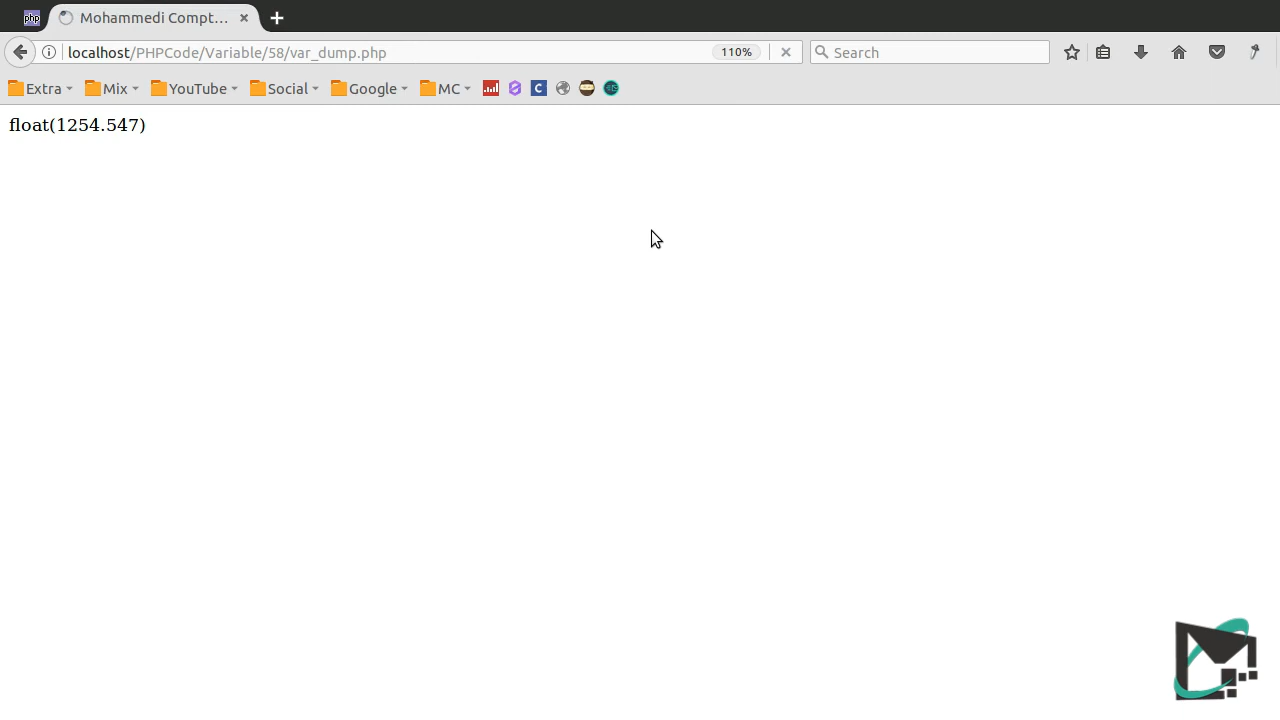 php Mohammedi Compt...
localhost/PHPCode/Variable/58/var_dump.php 110% Search
Extra Mix YouTube Social Google MC C
float(1254.547)